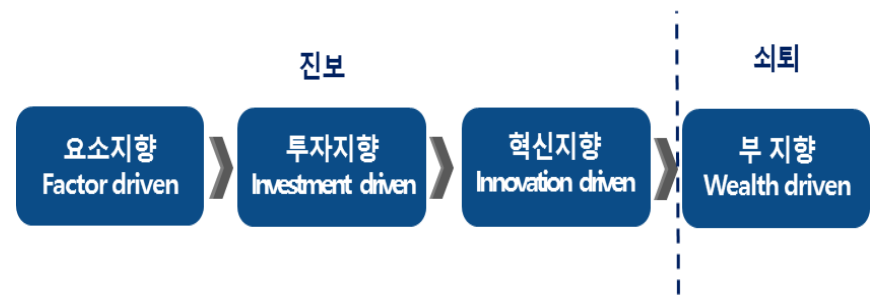 진보
쇠퇴
요소지향
Factor driven
투자지향
Investment driven
혁신지향
Innovation driven
부 지향
Wealth driven